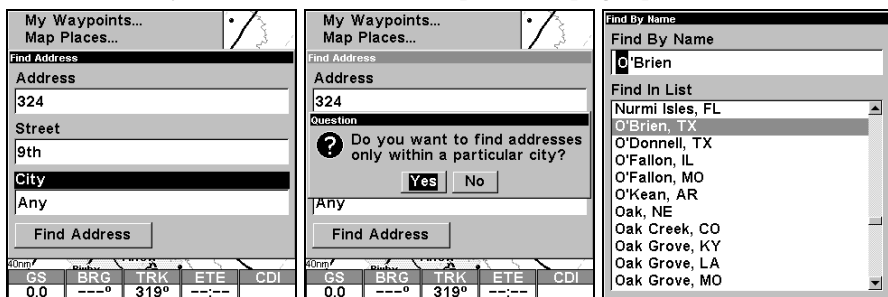 My Waypoints...
Map Places...
Find Address
Address
324
Street
9th
City
Any
Find Address
40nm
GS BRG TRK ETE CDI
0.0 ---º 319º --:--
My Waypoints...
Map Places...
Find Address
Address
324
Question
Do you want to find addresses
only within a particular city?
Yes No
Any
Find Address
40nm
GS BRG TRK ETE CDI
0.0 ---º 319º --:--
Find By Name
Find By Name
O'Brien
Find In List
Nurmi Isles, FL
O'Brien, TX
O'Donnell, TX
O'Fallon, IL
O'Fallon, MO
O'Kean, AR
Oak, NE
Oak Creek, CO
Oak Grove, KY
Oak Grove, LA
Oak Grove, MO